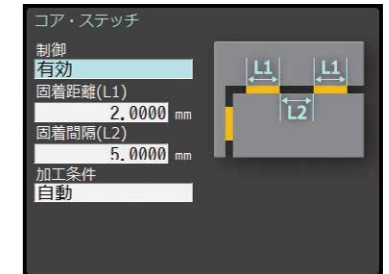 コア・ステッチ
制御
有効
固着距離(L1)
2.0000 mm
固着間隔(L2)
5.0000 mm
加工条件
自動
L1 L1
L2